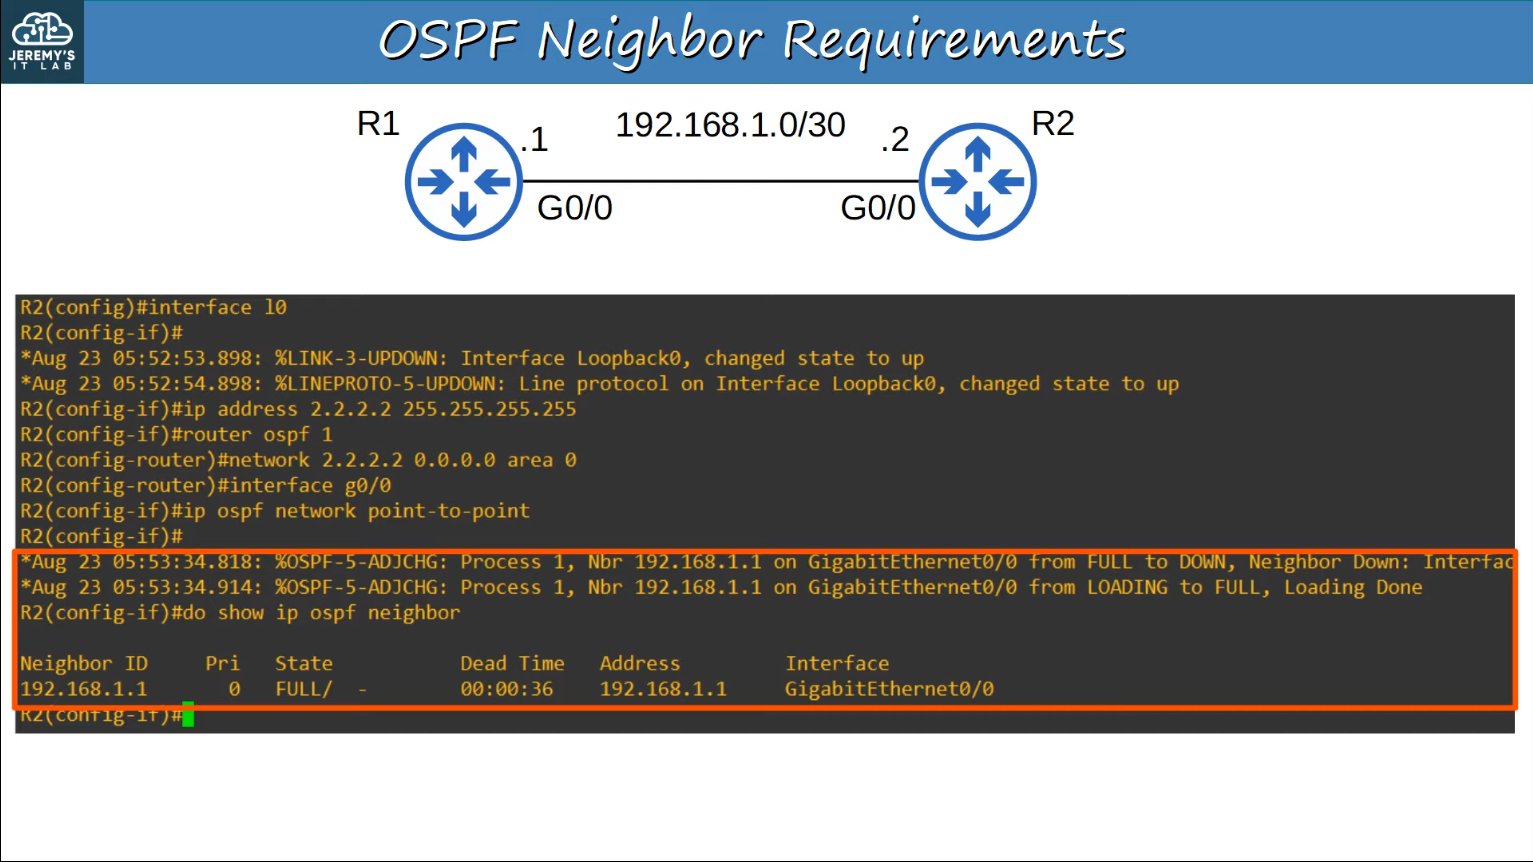 JEREMY'S
IT LAB
OSPF Neighbor Requirements
R1
.1
192.168.1.0/30
.2
R2
G0/0
G0/0
R2(config)#interface l0
R2(config-if)#
*Aug 23 05:52:53.898: %LINK-3-UPDOWN: Interface Loopback0, changed state to up
*Aug 23 05:52:54.898: %LINEPROTO-5-UPDOWN: Line protocol on Interface Loopback0, changed state to up
R2(config-if)#ip address 2.2.2.2 255.255.255.255
R2(config-if)#router ospf 1
R2(config-router)#network 2.2.2.2 0.0.0.0 area 0
R2(config-router)#interface g0/0
R2(config-if)#ip ospf network point-to-point
R2(config-if)#
*Aug 23 05:53:34.818: %OSPF-5-ADJCHG: Process 1, Nbr 192.168.1.1 on GigabitEthernet0/0 from FULL to DOWN, Neighbor Down: Interfac
*Aug 23 05:53:34.914: %OSPF-5-ADJCHG: Process 1, Nbr 192.168.1.1 on GigabitEthernet0/0 from LOADING to FULL, Loading Done
R2(config-if)#do show ip ospf neighbor
Neighbor ID     Pri   State           Dead Time   Address         Interface
192.168.1.1       0   FULL/  -        00:00:36    192.168.1.1     GigabitEthernet0/0
R2(config-if)#